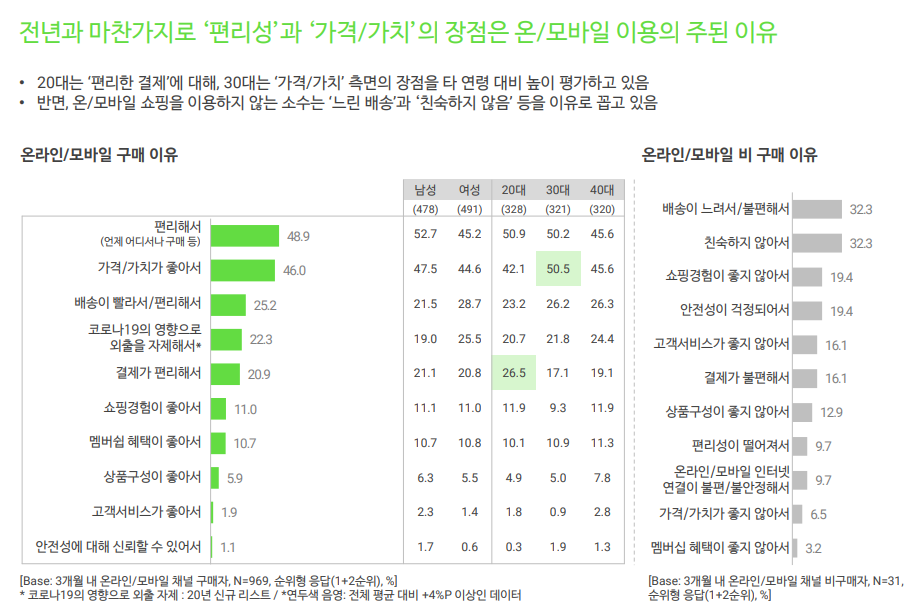 전년과 마찬가지로 ‘편리성’과 ‘가격/가치’의 장점은 온/모바일 이용의 주된 이유
• 20대는 ‘편리한 결제’에 대해, 30대는 ‘가격/가치’ 측면의 장점을 타 연령 대비 높이 평가하고 있음
• 반면, 온/모바일 쇼핑을 이용하지 않는 소수는 ‘느린 배송’과 ‘친숙하지 않음’ 등을 이유로 꼽고 있음
온라인/모바일 구매 이유
남성 여성 20대 30대 40대
(478) (491) (328) (321) (320)
편리해서
(언제 어디서나 구매 등) 48.9 52.7 45.2 50.9 50.2 45.6
가격/가치가 좋아서 46.0 47.5 44.6 42.1 50.5 45.6
배송이 빨라서/편리해서 25.2 21.5 28.7 23.2 26.2 26.3
코로나19의 영향으로
외출을 자제해서* 22.3 19.0 25.5 20.7 21.8 24.4
결제가 편리해서 20.9 21.1 20.8 26.5 17.1 19.1
쇼핑경험이 좋아서 11.0 11.1 11.0 11.9 9.3 11.9
멤버쉽 혜택이 좋아서 10.7 10.7 10.8 10.1 10.9 11.3
상품구성이 좋아서 5.9 6.3 5.5 4.9 5.0 7.8
고객서비스가 좋아서 1.9 2.3 1.4 1.8 0.9 2.8
안전성에 대해 신뢰할 수 있어서 1.1 1.7 0.6 0.3 1.9 1.3
[Base: 3개월 내 온라인/모바일 채널 구매자, N=969, 순위형 응답(1+2순위), %]
* 코로나19의 영향으로 외출 자제 : 20년 신규 리스트 / *연두색 음영: 전체 평균 대비 +4%P 이상인 데이터
온라인/모바일 비 구매 이유
배송이 느려서/불편해서 32.3
친숙하지 않아서 32.3
쇼핑경험이 좋지 않아서 19.4
안전성이 걱정되어서 19.4
고객서비스가 좋지 않아서 16.1
결제가 불편해서 16.1
상품구성이 좋지 않아서 12.9
편리성이 떨어져서 9.7
온라인/모바일 인터넷
연결이 불편/불안정해서 9.7
가격/가치가 좋지 않아서 6.5
멤버십 혜택이 좋지 않아서 3.2
[Base: 3개월 내 온라인/모바일 채널 비구매자, N=31,
순위형 응답(1+2순위), %]